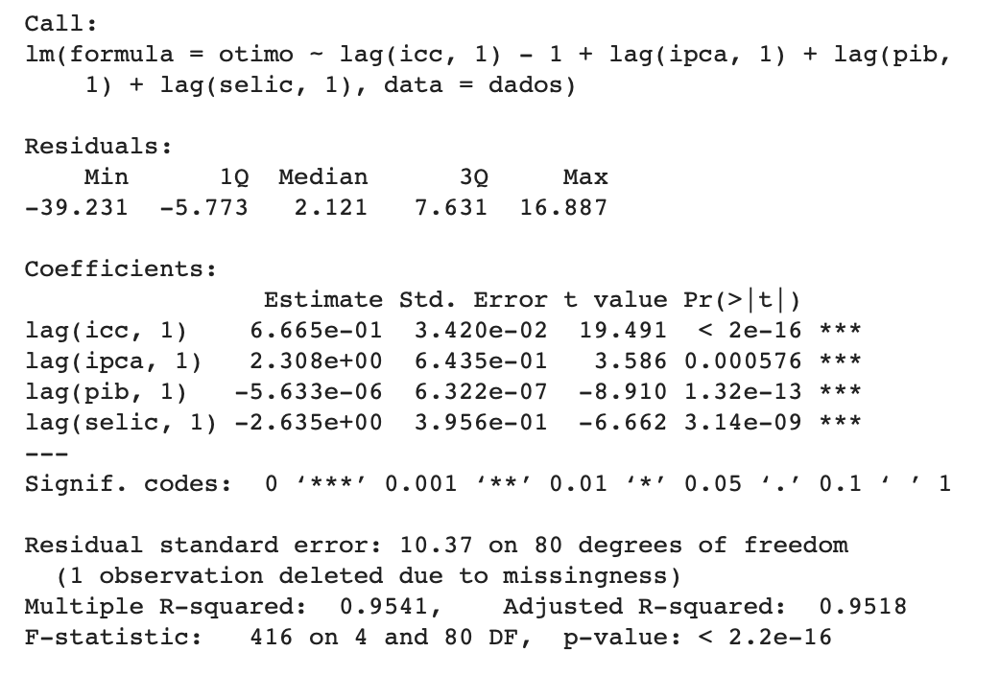 Call:
lm(formula = otimo ~ lag(icc, 1) - 1 + lag(ipca, 1) + lag(pib,
    1) + lag(selic, 1), data = dados)

Residuals:
    Min      1Q  Median      3Q     Max
-39.231  -5.773   2.121   7.631  16.887

Coefficients:
                Estimate Std. Error t value Pr(>|t|)
lag(icc, 1)    6.665e-01  3.420e-02  19.491  < 2e-16 ***
lag(ipca, 1)   2.308e+00  6.435e-01   3.586 0.000576 ***
lag(pib, 1)   -5.633e-06  6.322e-07  -8.910 1.32e-13 ***
lag(selic, 1) -2.635e+00  3.956e-01  -6.662 3.14e-09 ***
---
Signif. codes:  0 ‘***’ 0.001 ‘**’ 0.01 ‘*’ 0.05 ‘.’ 0.1 ‘ ’ 1

Residual standard error: 10.37 on 80 degrees of freedom
  (1 observation deleted due to missingness)
Multiple R-squared:  0.9541,    Adjusted R-squared:  0.9518
F-statistic:   416 on 4 and 80 DF,  p-value: < 2.2e-16